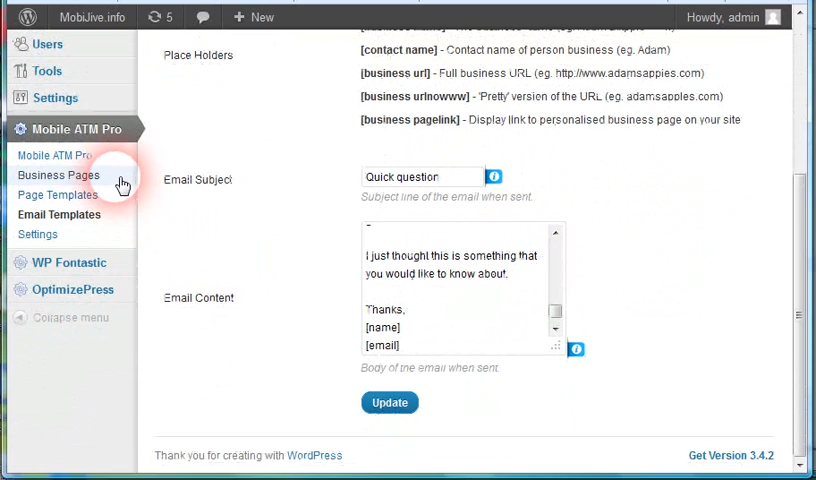 MobiJive.info 5 + New Howdy, admin
Users
Tools
Settings
Mobile ATM Pro
Mobile ATM Pro
Business Pages
Page Templates
Email Templates
Settings
WP Fontastic
OptimizePress
Collapse menu
Place Holders
[contact name] - Contact name of person business (eg. Adam)
[business url] - Full business URL (eg. http://www.adamsapples.com)
[business urlnowww] - 'Pretty' version of the URL (eg. adamsapples.com)
[business pagelink] - Display link to personalised business page on your site
Email Subject
Quick question
Subject line of the email when sent.
Email Content
I just thought this is something that
you would like to know about.
Thanks,
[name]
[email]
Body of the email when sent.
Update
Thank you for creating with WordPress
Get Version 3.4.2